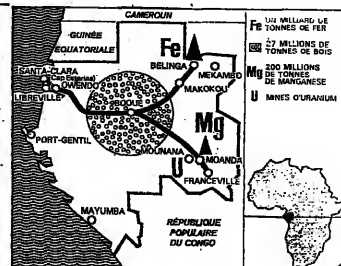 CAMEROUN
GUINÉE
ÉQUATORIALE
Fe
BELINGA
MEKAMBO
MAKOKOU
SANTA-CLARA
(Cap Estérias)
OWENDO
LIBREVILLE
BOOUE
Mg
PORT-GENTIL
MOUNANA
U
MOANDA
FRANCEVILLE
MAYUMBA
RÉPUBLIQUE
POPULAIRE
DU CONGO
Fe UN MILLIARD DE
TONNES DE FER
27 MILLIONS DE
TONNES DE BOIS
Mg 200 MILLIONS
DE TONNES
DE MANGANÈSE
U MINES D'URANIUM